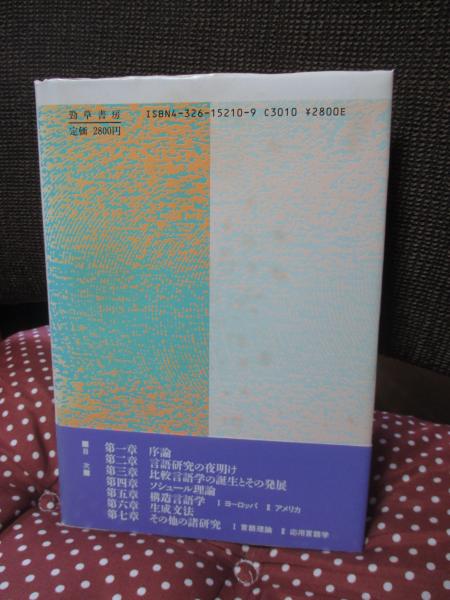 勁草書房
定価 2800円
ISBN4-326-15210-9 C3010 ¥2800E
■目次■
第一章 序論
第二章 言語研究の夜明け
第三章 比較言語学の誕生とその発展
第四章 ソシュール理論
第五章 構造言語学 Ⅰ ヨーロッパ Ⅱ アメリカ
第六章 生成文法
第七章 その他の諸研究 Ⅰ 言語理論 Ⅱ 応用言語学